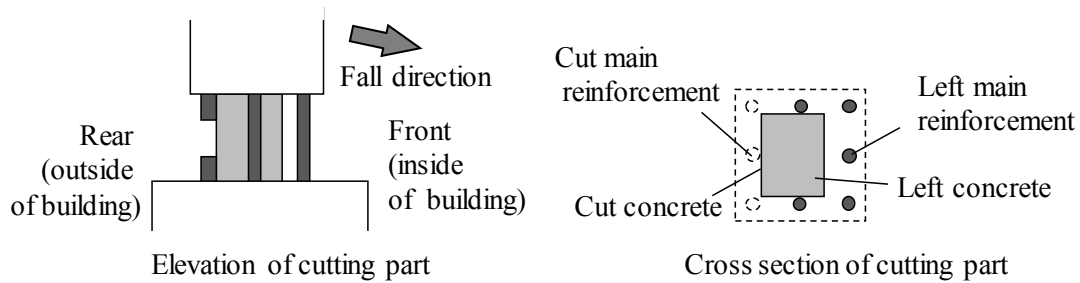 Fall direction
Rear
(outside
of building)
Front
(inside
of building)
Elevation of cutting part
Cut main
reinforcement
Left main
reinforcement
Cut concrete
Left concrete
Cross section of cutting part